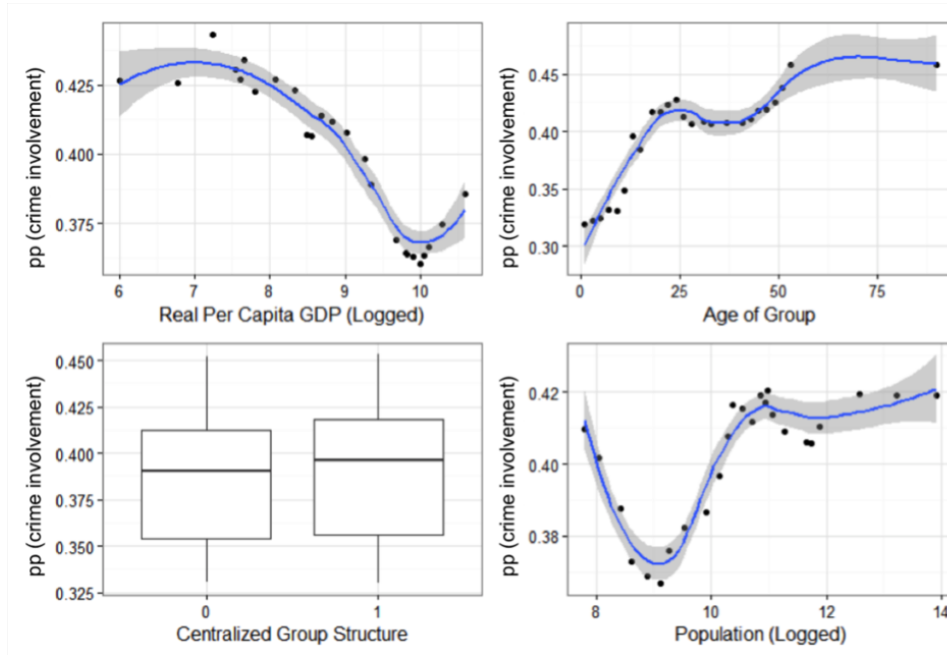 pp (crime involvement)
0.425
0.400
0.375
6 7 8 9 10
Real Per Capita GDP (Logged)
pp (crime involvement)
0.45
0.40
0.35
0.30
0 25 50 75
Age of Group
pp (crime involvement)
0.450
0.425
0.400
0.375
0.350
0.325
0 1
Centralized Group Structure
pp (crime involvement)
0.42
0.40
0.38
8 10 12 14
Population (Logged)